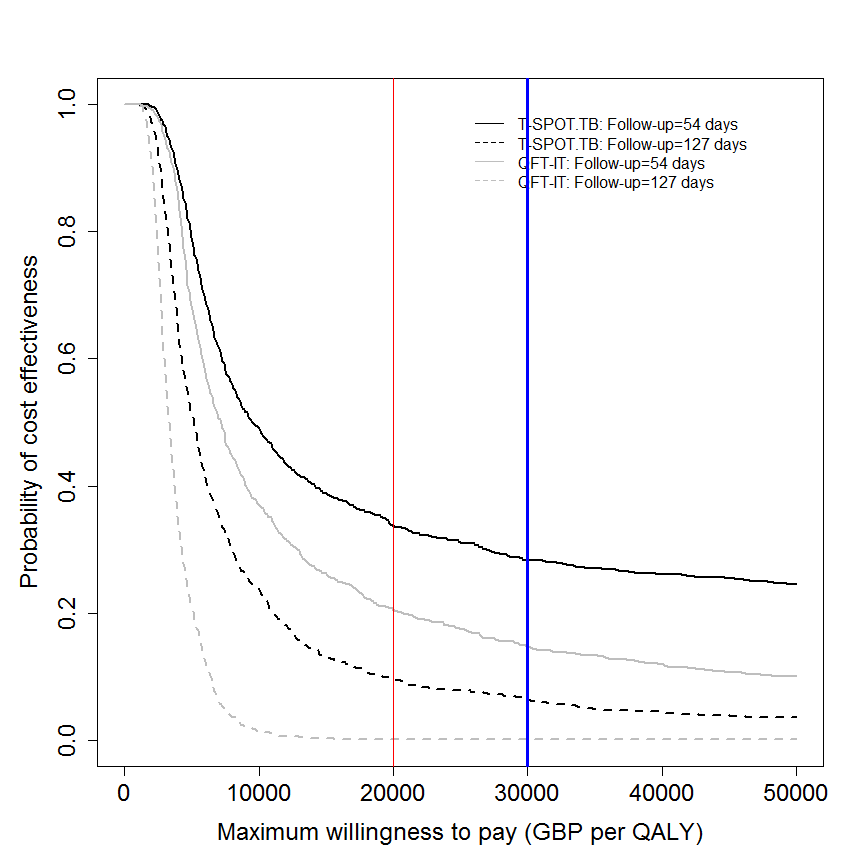 T-SPOT.TB: Follow-up=54 days
T-SPOT.TB: Follow-up=127 days
QFT-IT: Follow-up=54 days
QFT-IT: Follow-up=127 days
Probability of cost effectiveness
1.0
0.8
0.6
0.4
0.2
0.0
0 10000 20000 30000 40000 50000
Maximum willingness to pay (GBP per QALY)